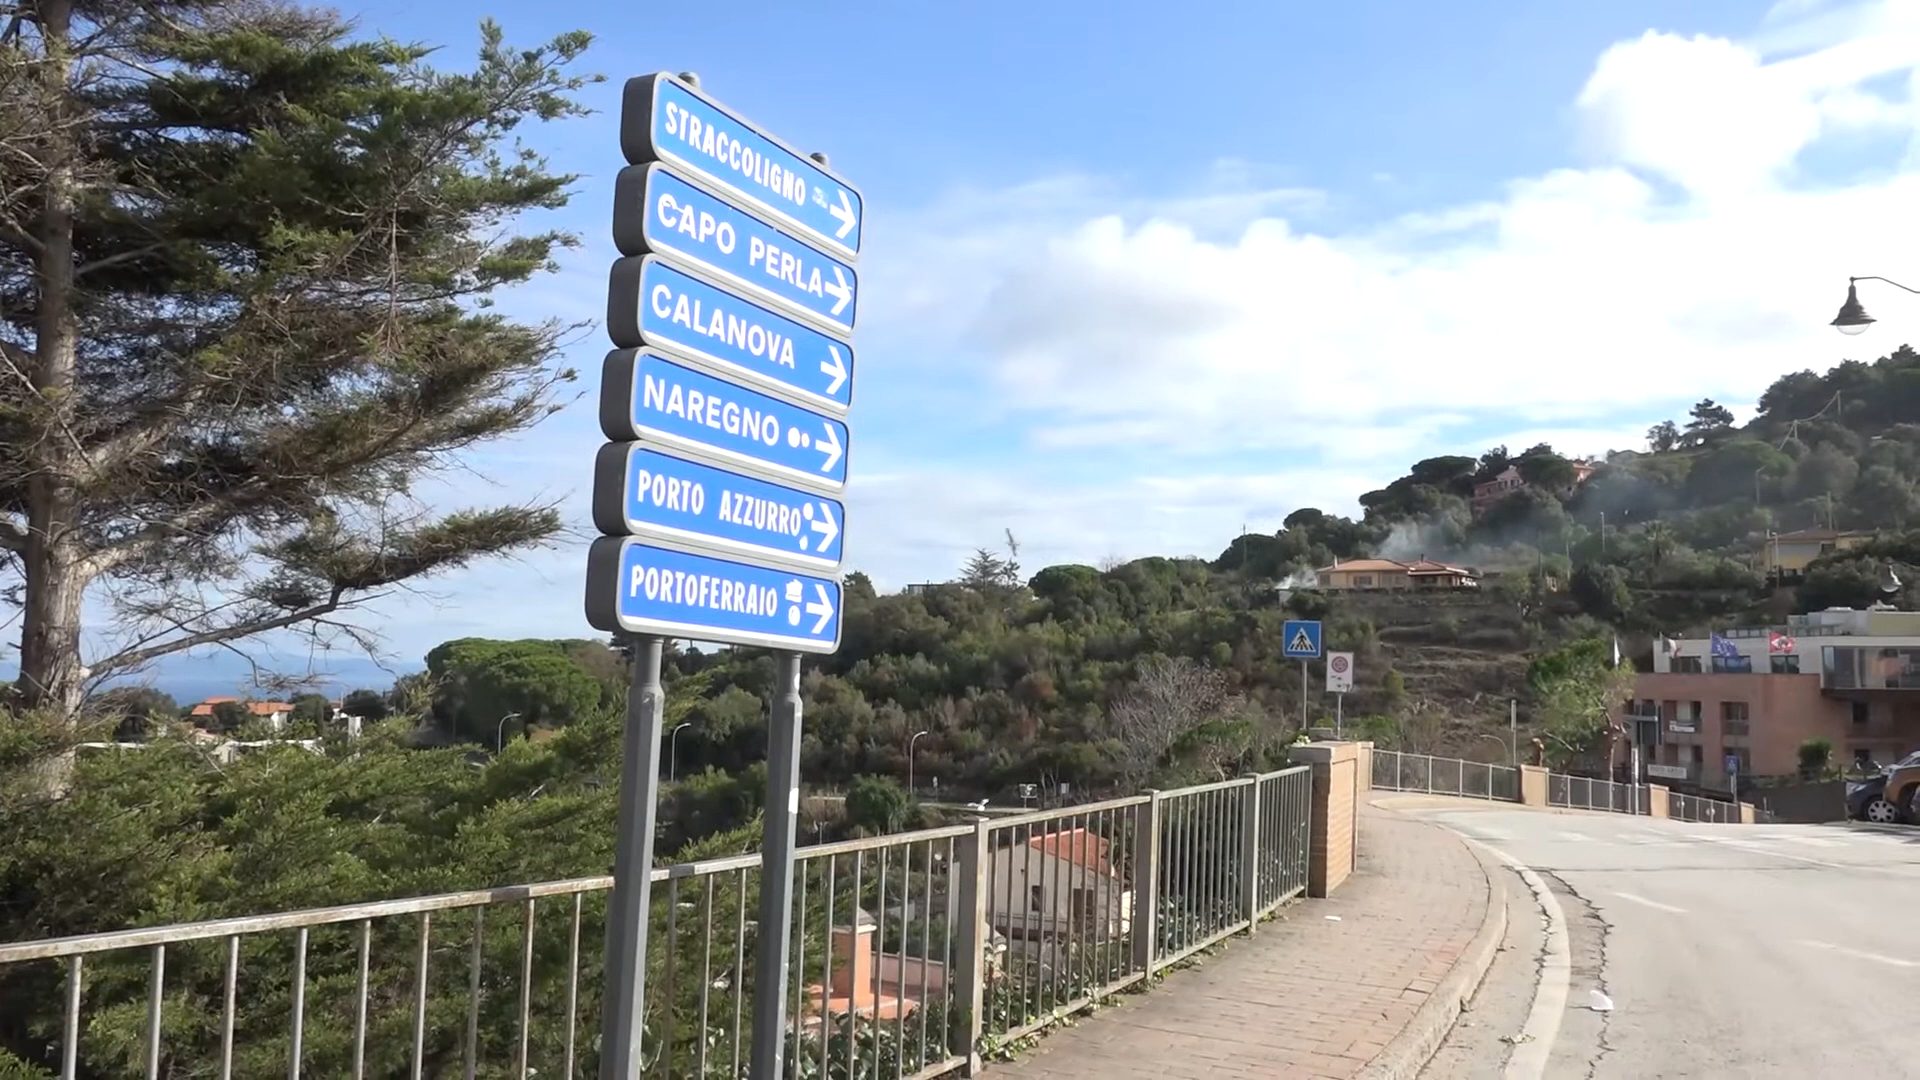 STRACCOLIGNO
CAPO PERLA
CALANOVA
NAREGNO
PORTO AZZURRO
PORTOFERRAIO